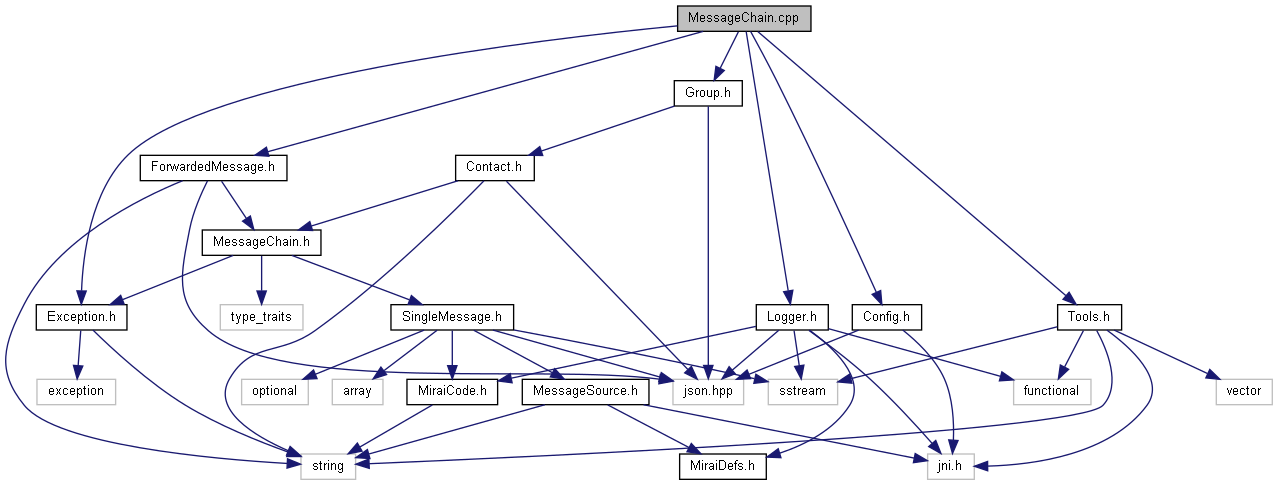 MessageChain.cpp
Group.h
ForwardedMessage.h
Contact.h
MessageChain.h
Exception.h
type_traits
SingleMessage.h
Logger.h
Config.h
Tools.h
exception
optional
array
MiraiCode.h
MessageSource.h
json.hpp
sstream
functional
vector
string
MiraiDefs.h
jni.h